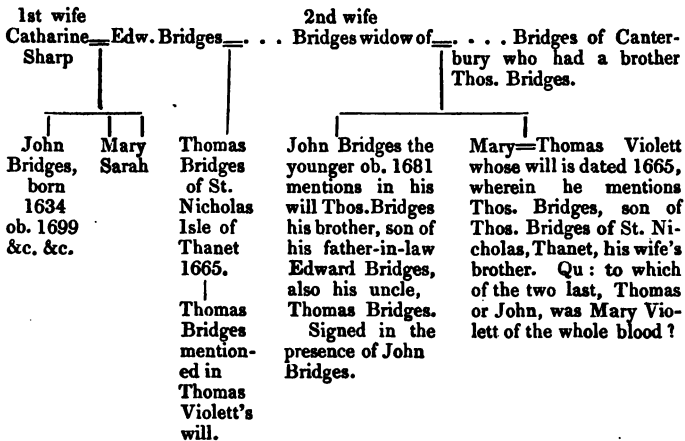 1st wife 2nd wife
Catharine=Edw. Bridges=. . . Bridges widow of=. . . . Bridges of Canter-
Sharp bury who had a brother
Thos. Bridges.
John
Bridges,
born
1634
ob. 1699
&c. &c.
Mary
Sarah
Thomas
Bridges
of St.
Nicholas
Isle of
Thanet
1665.
Thomas
Bridges
mention-
ed in
Thomas
Violett's
will.
John Bridges the
younger ob. 1681
mentions in his
will Thos. Bridges
his brother, son of
his father-in-law
Edward Bridges,
also his uncle,
Thomas Bridges.
Signed in the
presence of John
Bridges.
Mary=Thomas Violett
whose will is dated 1665,
wherein he mentions
Thos. Bridges, son of
Thos. Bridges of St. Ni-
cholas, Thanet, his wife's
brother. Qu : to which
of the two last, Thomas
or John, was Mary Vio-
lett of the whole blood ?